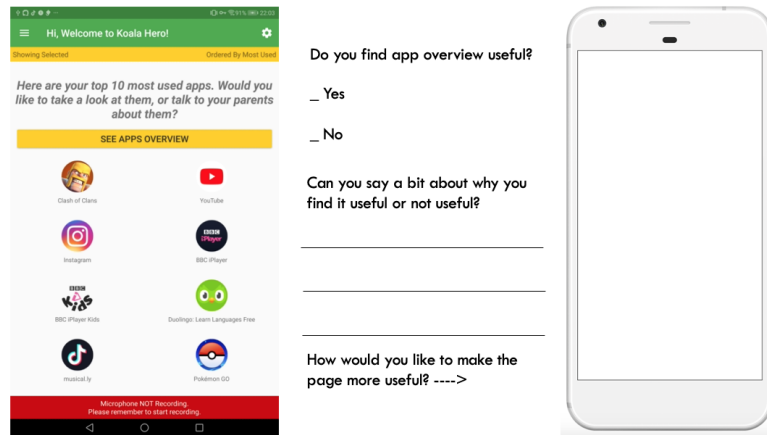 91% 22:03
Hi, Welcome to Koala Hero!
Showing Selected
Ordered By Most Used
Here are your top 10 most used apps. Would you
like to take a look at them, or talk to your parents
about them?
SEE APPS OVERVIEW
Clash of Clans
YouTube
BBC
iPlayer
Instagram
BBC iPlayer
BBC
KiDS
BBC iPlayer Kids
Duolingo: Learn Languages Free
musical.ly
Pokémon GO
Microphone NOT Recording.
Please remember to start recording.
Do you find app overview useful?
_ Yes
_ No
Can you say a bit about why you
find it useful or not useful?
How would you like to make the
page more useful? ---->